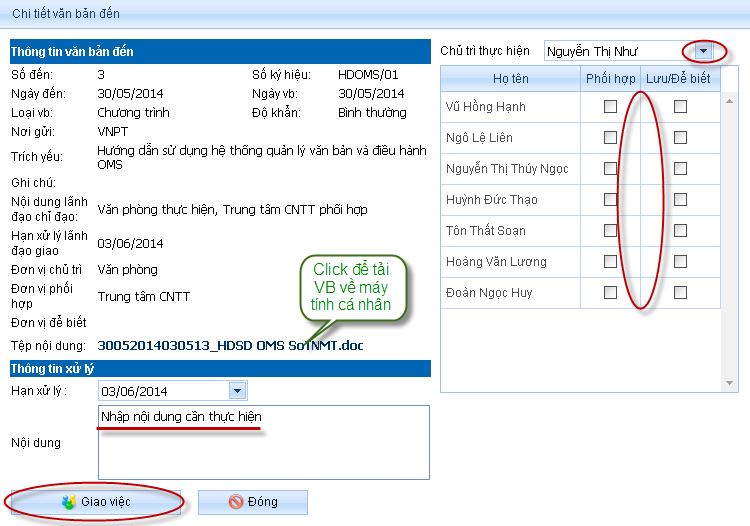 Chi tiết văn bản đến
Thông tin văn bản đến
Số đến: 3 Số ký hiệu: HDOMS/01
Ngày đến: 30/05/2014 Ngày vb: 30/05/2014
Loại vb: Chương trình Độ khẩn: Bình thường
Nơi gửi: VNPT
Trích yếu: Hướng dẫn sử dụng hệ thống quản lý văn bản và điều hành
OMS
Ghi chú:
Nội dung lãnh
đạo chỉ đạo: Văn phòng thực hiện, Trung tâm CNTT phối hợp
Hạn xử lý lãnh
đạo giao 03/06/2014
Đơn vị chủ trì Văn phòng
Đơn vị phối
hợp Trung tâm CNTT
Đơn vị để biết
Tệp nội dung: 30052014030513_HDSD OMS SoTNMT.doc
Click để tải
VB về máy
tính cá nhân
Thông tin xử lý
Hạn xử lý : 03/06/2014
Nội dung Nhập nội dung cần thực hiện
Giao việc Đóng
Chủ trì thực hiện Nguyễn Thị Như
Họ tên Phối hợp Lưu/Để biết
Vũ Hồng Hạnh
Ngô Lệ Liên
Nguyễn Thị Thúy Ngọc
Huỳnh Đức Thạo
Tôn Thất Soạn
Hoàng Văn Lương
Đoàn Ngọc Huy